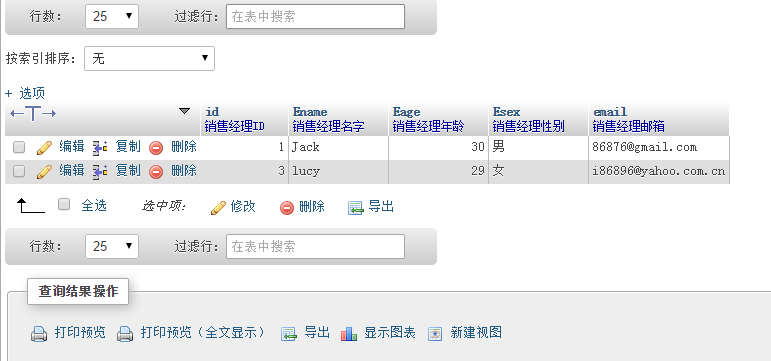 行数： 25 过滤行： 在表中搜索
按索引排序： 无
+ 选项
id Ename Eage Esex email
销售经理ID 销售经理名字 销售经理年龄 销售经理性别 销售经理邮箱
编辑 复制 删除 1 Jack 30 男 86876@gmail.com
编辑 复制 删除 3 lucy 29 女 i86896@yahoo.com.cn
全选 选中项： 修改 删除 导出
行数： 25 过滤行： 在表中搜索
查询结果操作
打印预览 打印预览（全文显示） 导出 显示图表 新建视图